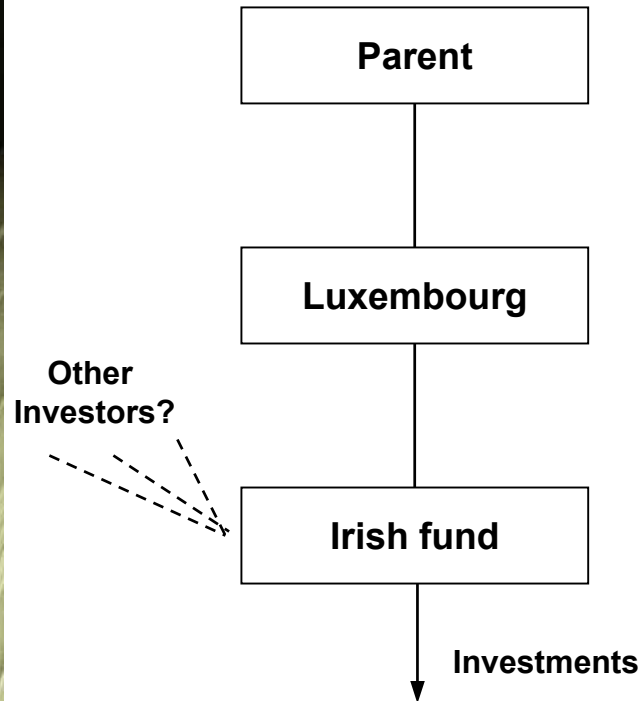 Parent
Luxembourg
Other
Investors?
Irish fund
Investments